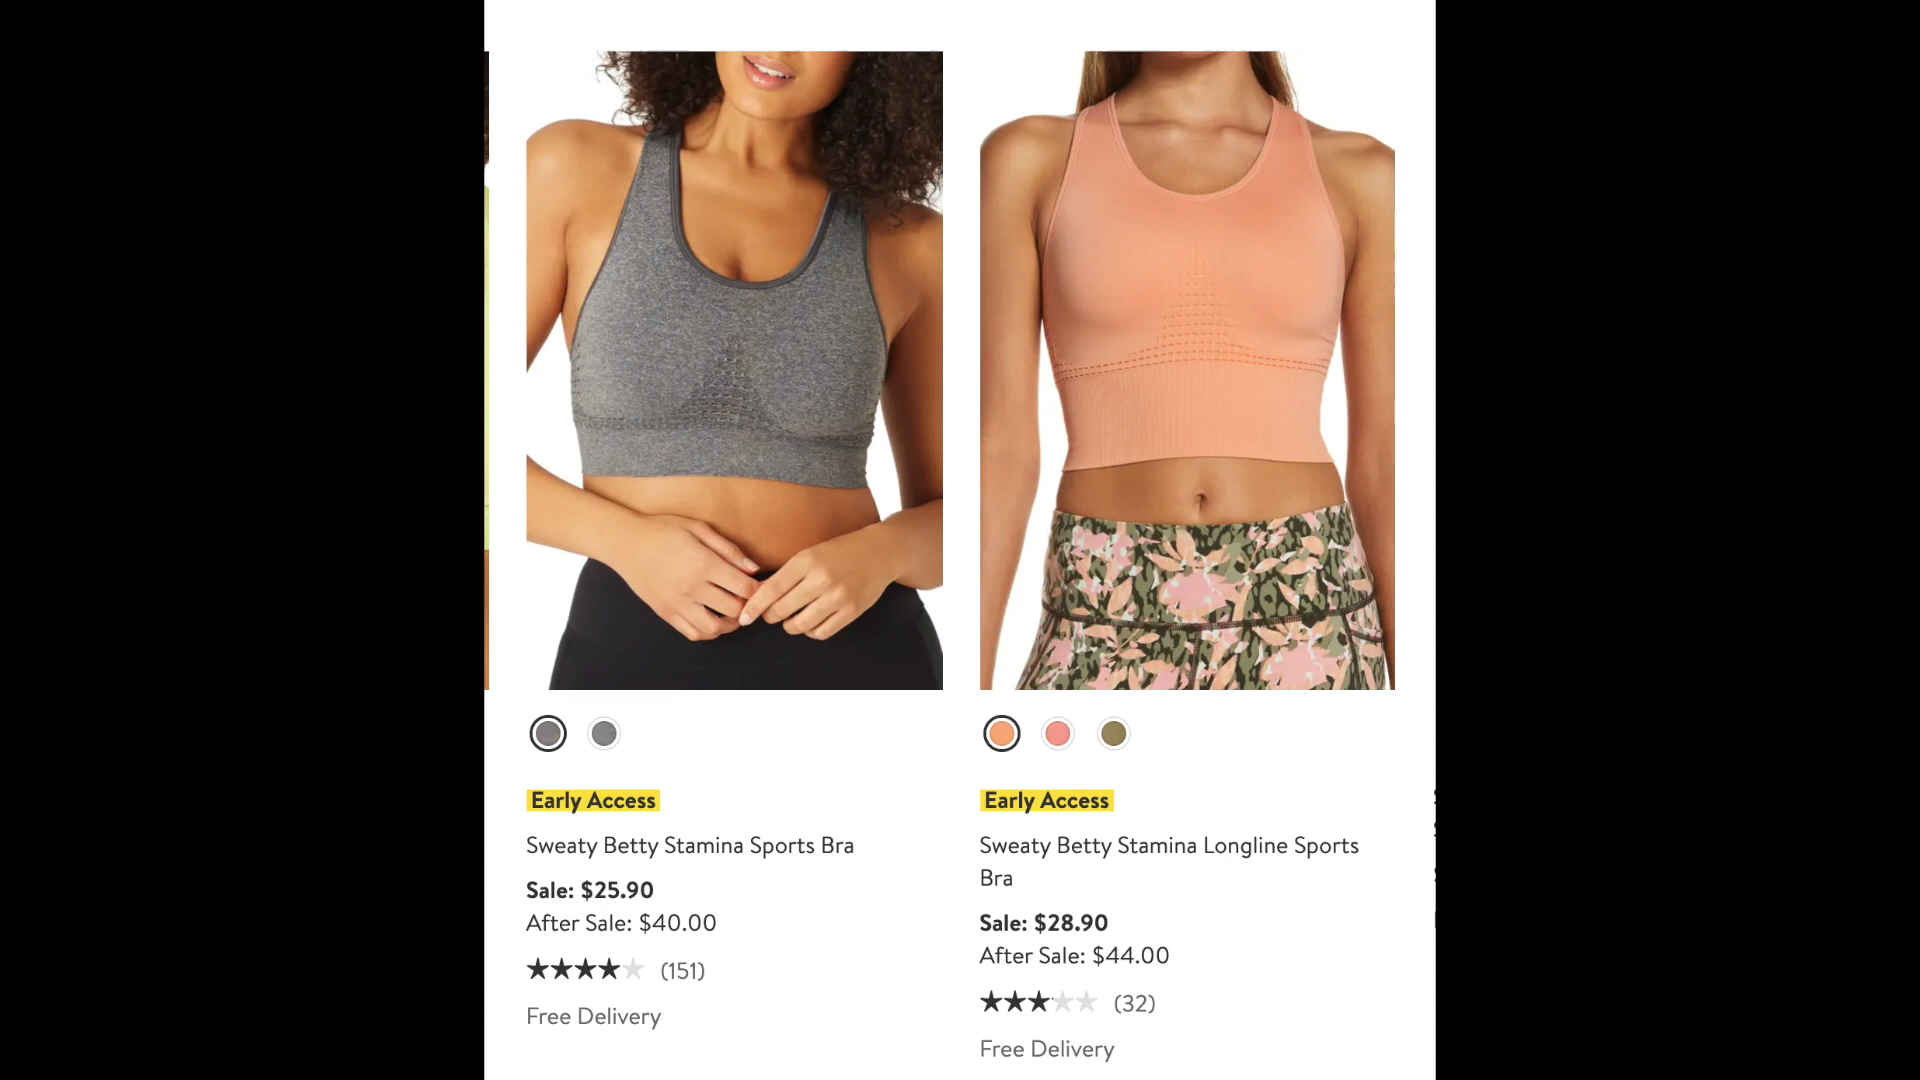 Early Access
Sweaty Betty Stamina Sports Bra
Sale: $25.90
After Sale: $40.00
(151)
Free Delivery
Early Access
Sweaty Betty Stamina Longline Sports
Bra
Sale: $28.90
After Sale: $44.00
(32)
Free Delivery